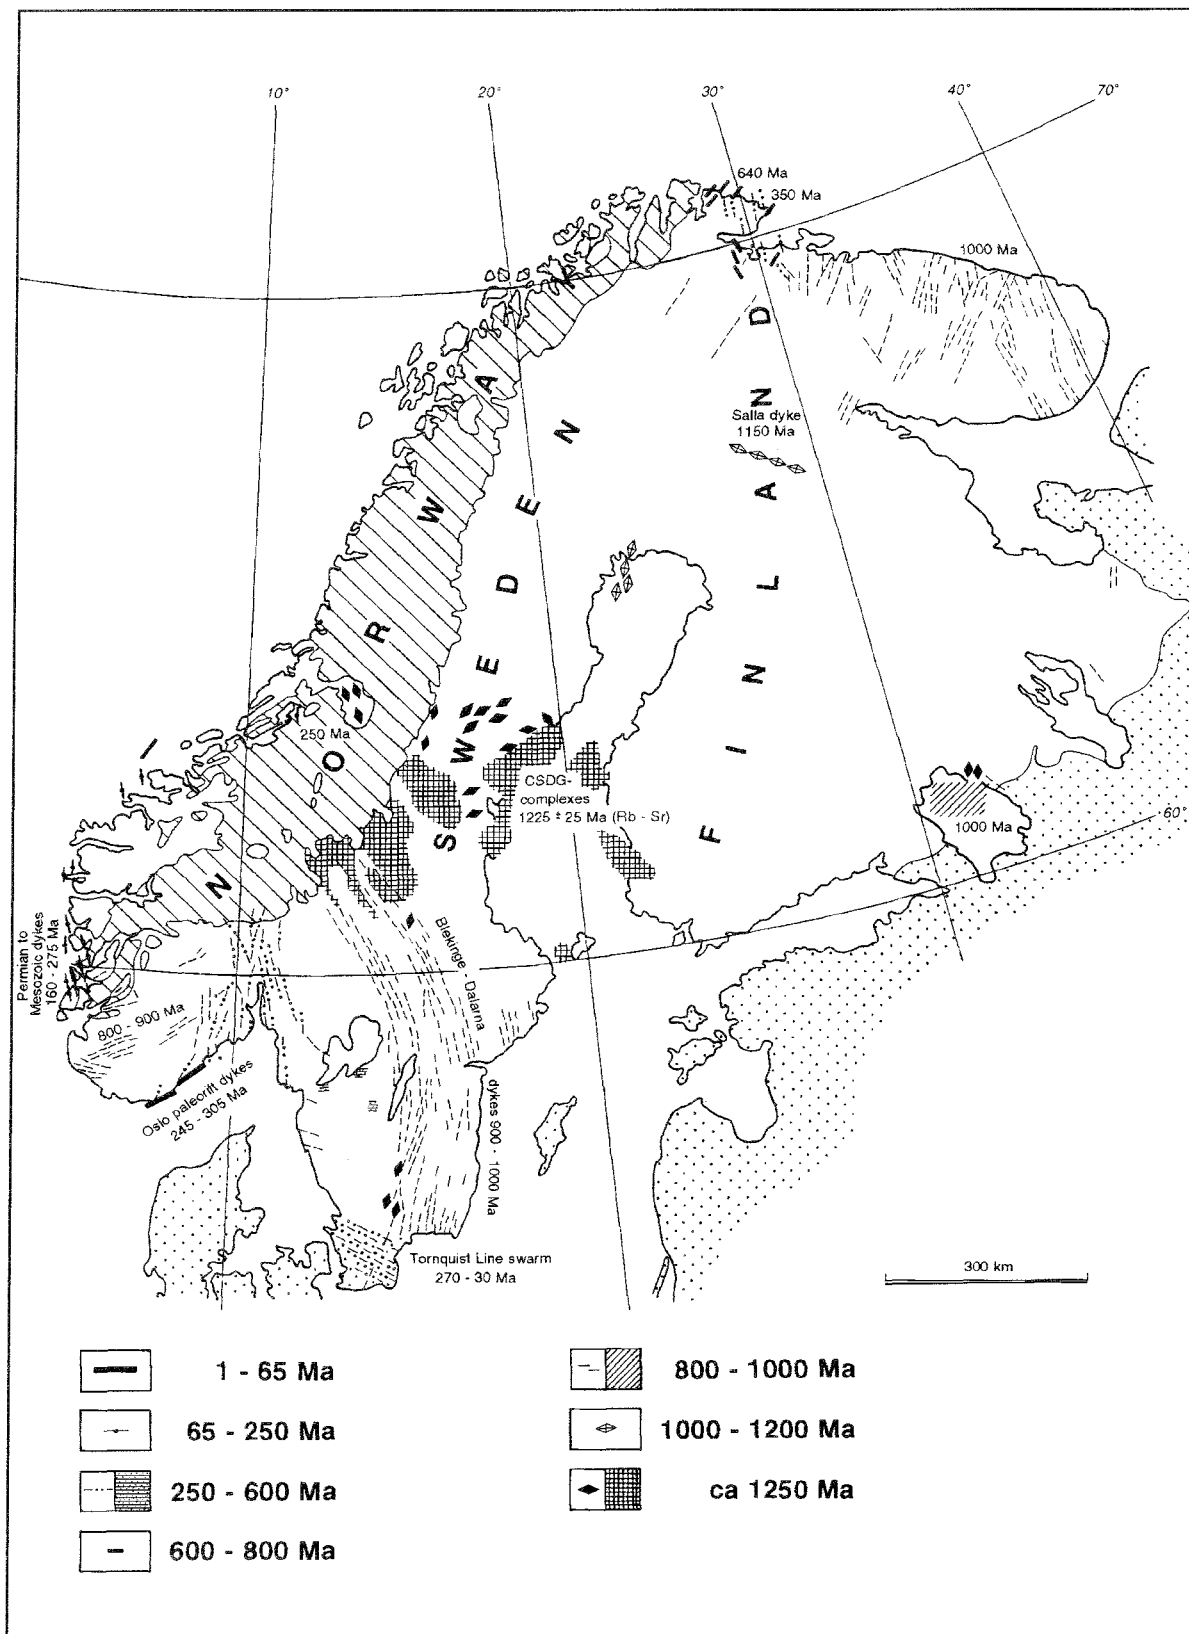 10°
20°
30°
40°
70°
640 Ma
350 Ma
1000 Ma
NORWAY
SWEDEN
FINLAND
Salla dyke
1150 Ma
250 Ma
CSDG-
complexes
1225 ± 25 Ma (Rb - Sr)
1000 Ma
60°
Permian to
Mesozoic dykes
160 - 275 Ma
800 - 900 Ma
Blekinge - Dalarna
dykes 900 - 1000 Ma
Oslo paleorift dykes
245 - 305 Ma
Tornquist Line swarm
270 - 30 Ma
300 km
1 - 65 Ma
65 - 250 Ma
250 - 600 Ma
600 - 800 Ma
800 - 1000 Ma
1000 - 1200 Ma
ca 1250 Ma